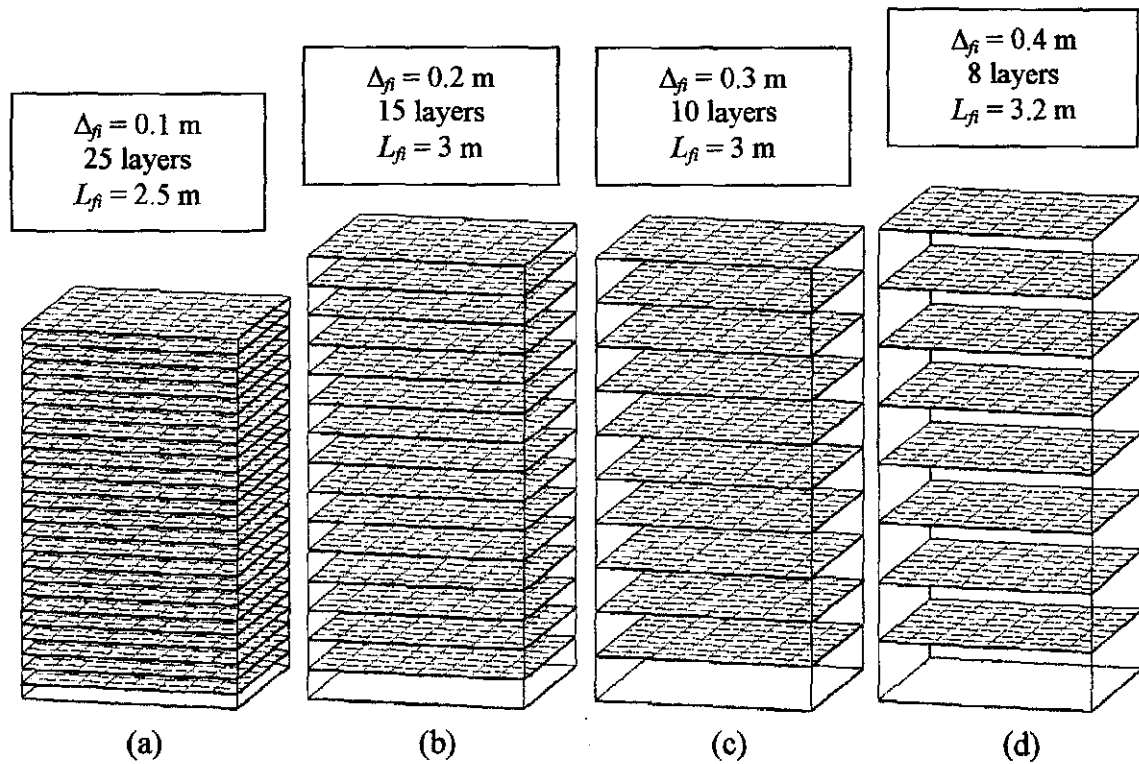 Δfi = 0.1 m
25 layers
Lfi = 2.5 m
Δfi = 0.2 m
15 layers
Lfi = 3 m
Δfi = 0.3 m
10 layers
Lfi = 3 m
Δfi = 0.4 m
8 layers
Lfi = 3.2 m
(a)
(b)
(c)
(d)